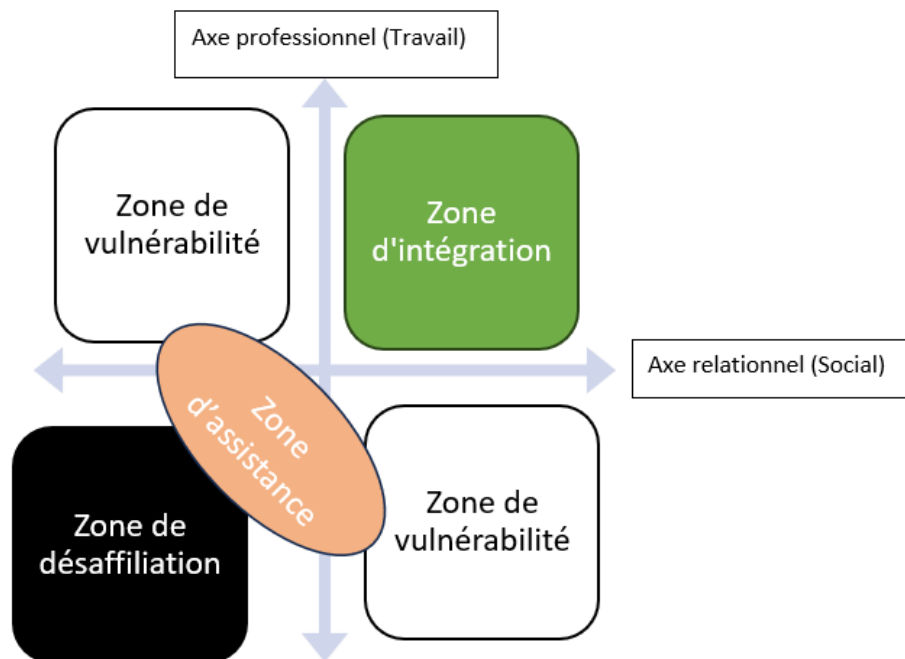 Axe professionnel (Travail)
Zone de
vulnérabilité
Zone
d'intégration
Axe relationnel (Social)
Zone
d'assistance
Zone de
désaffiliation
Zone de
vulnérabilité